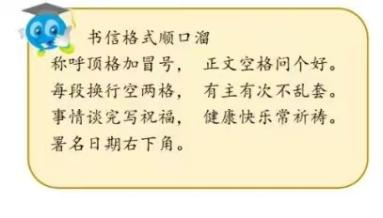 书信格式顺口溜
称呼顶格加冒号， 正文空格问个好。
每段换行空两格， 有主有次不乱套。
事情谈完写祝福， 健康快乐常祈祷。
署名日期右下角。